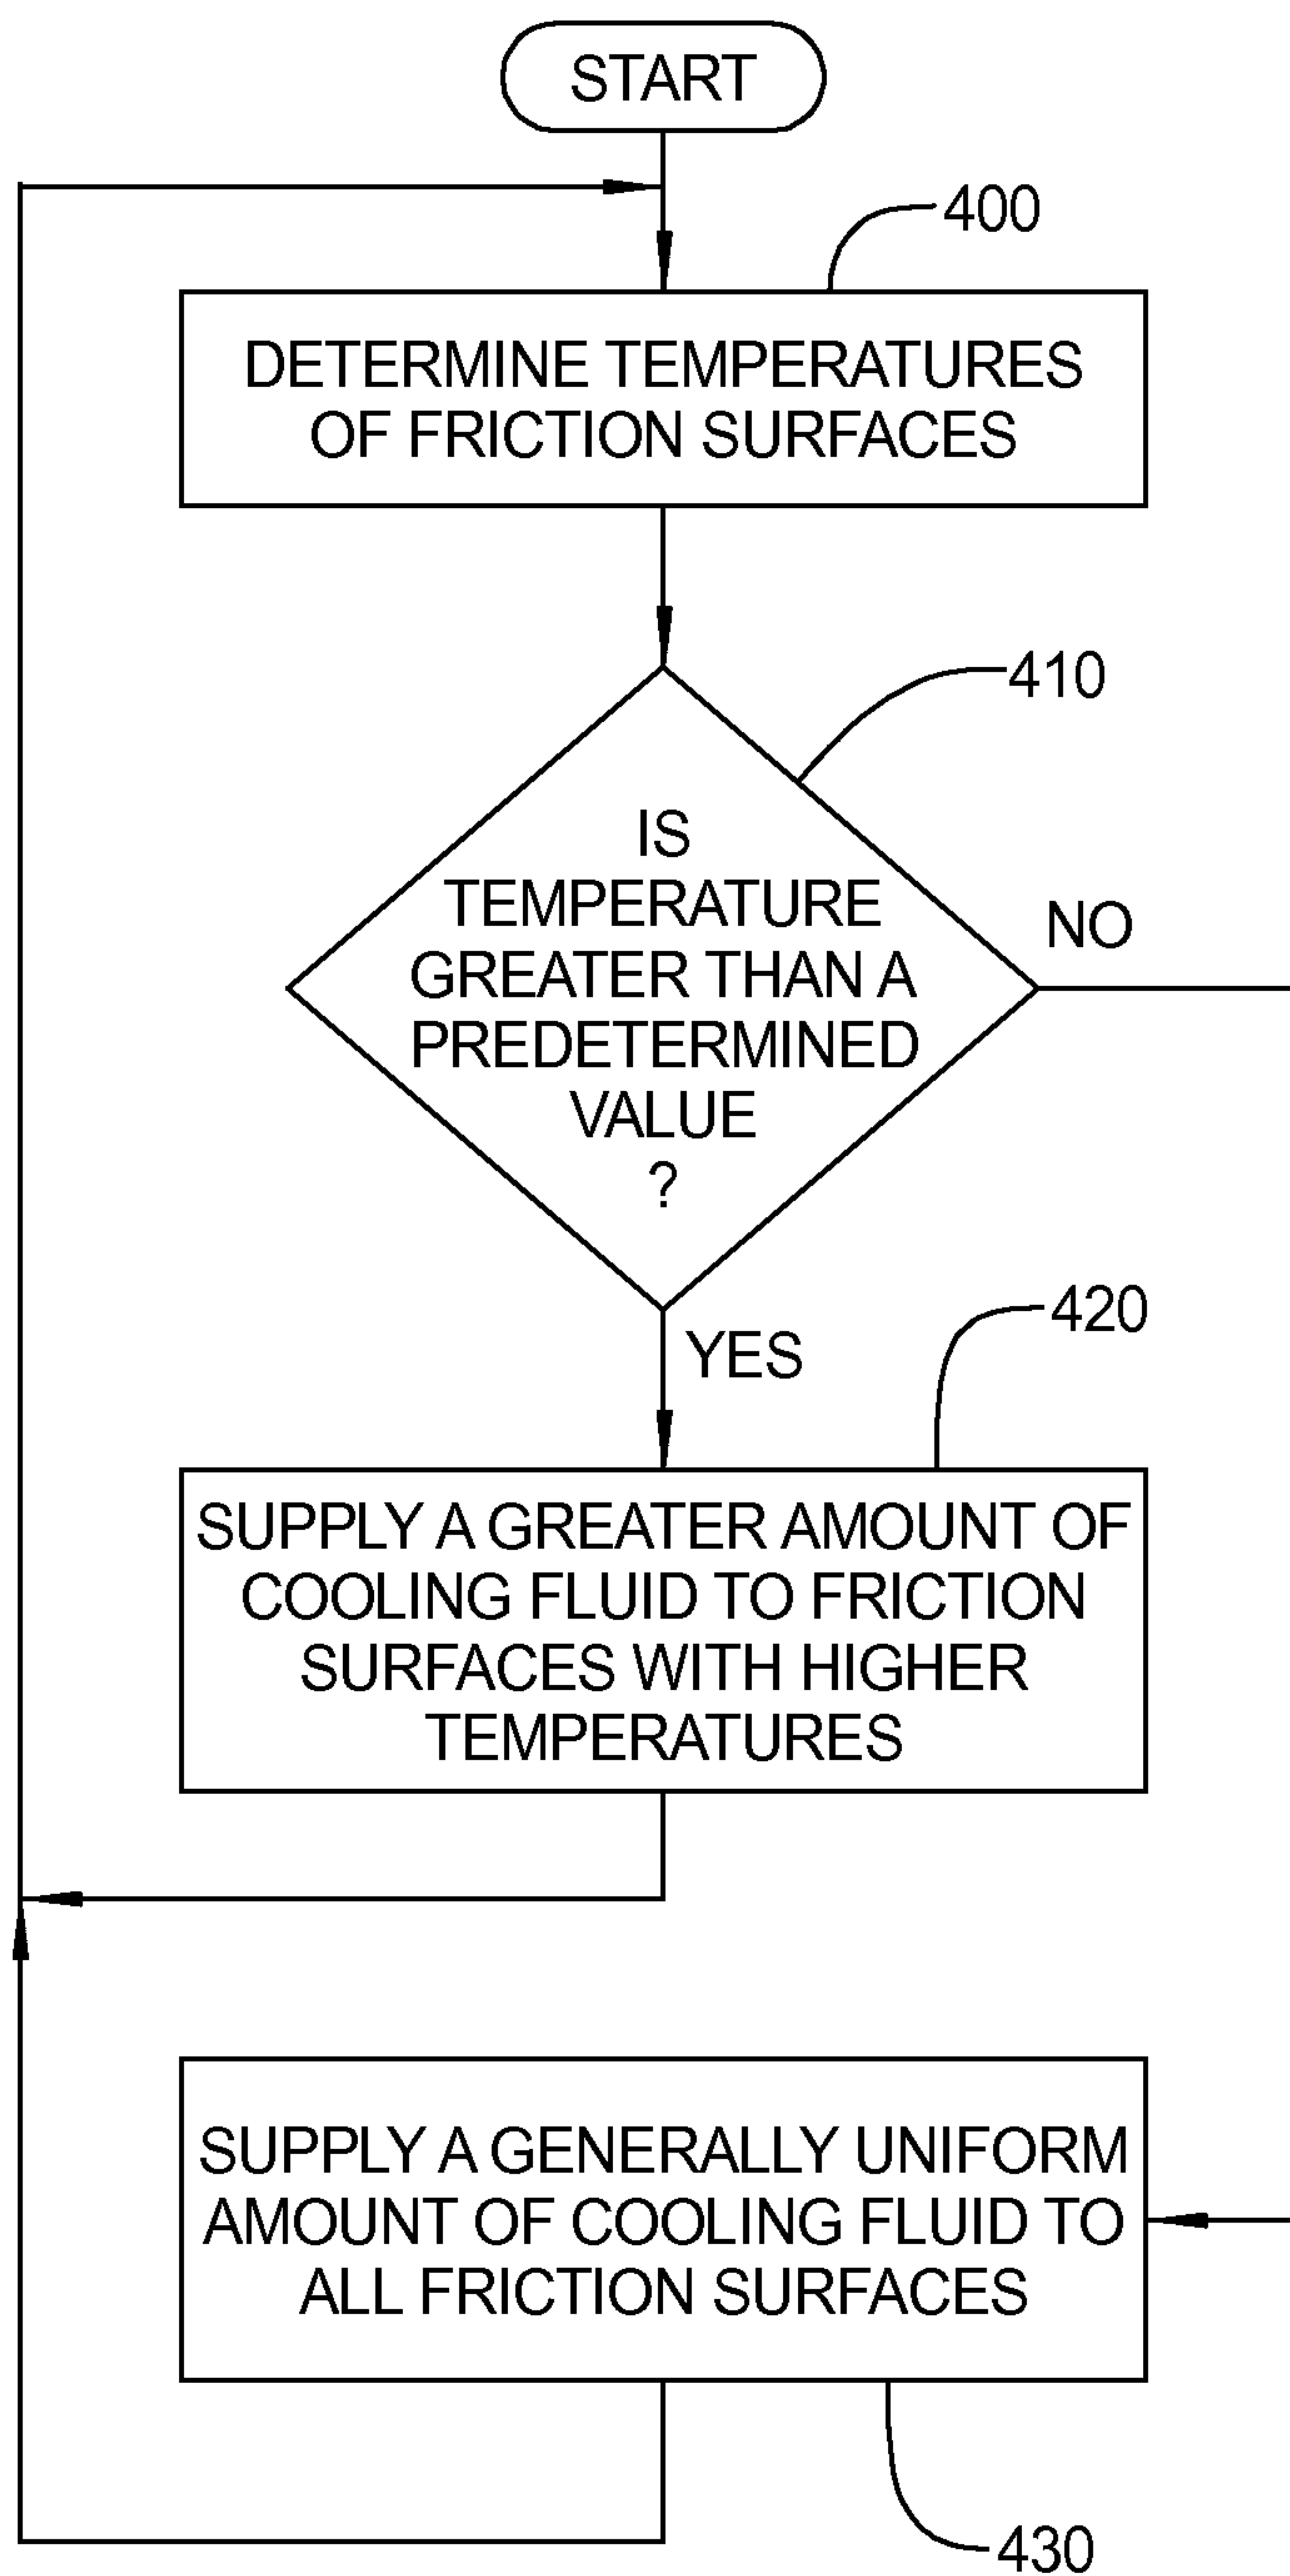 START
400
DETERMINE TEMPERATURES
OF FRICTION SURFACES
410
IS
TEMPERATURE
GREATER THAN A
PREDETERMINED
VALUE
?
NO
YES
420
SUPPLY A GREATER AMOUNT OF
COOLING FLUID TO FRICTION
SURFACES WITH HIGHER
TEMPERATURES
SUPPLY A GENERALLY UNIFORM
AMOUNT OF COOLING FLUID TO
ALL FRICTION SURFACES
430